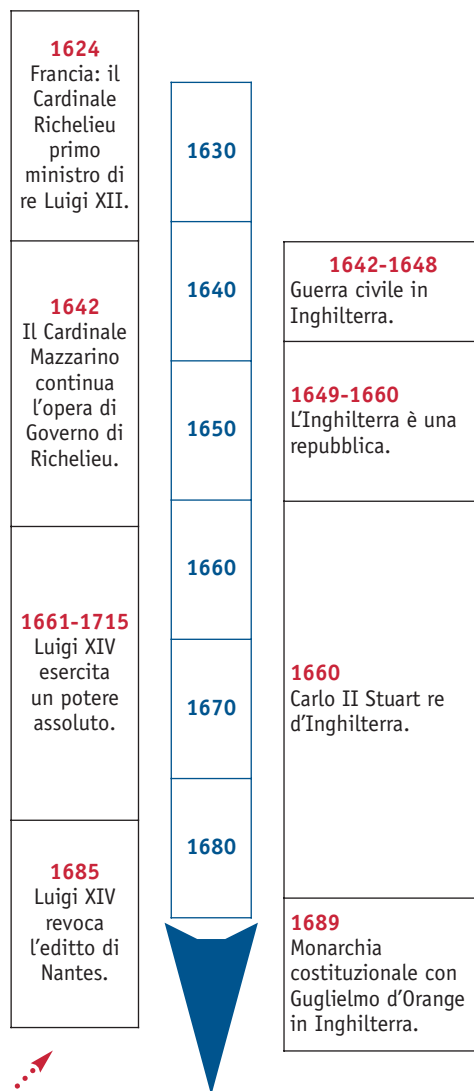 1624
Francia: il
Cardinale
Richelieu
primo
ministro di
re Luigi XII.
1642
Il Cardinale
Mazzarino
continua
l'opera di
Governo di
Richelieu.
1661-1715
Luigi XIV
esercita
un potere
assoluto.
1685
Luigi XIV
revoca
l'editto di
Nantes.
1630
1640
1650
1660
1670
1680
1642-1648
Guerra civile in
Inghilterra.
1649-1660
L'Inghilterra è una
repubblica.
1660
Carlo II Stuart re
d'Inghilterra.
1689
Monarchia
costituzionale con
Guglielmo d'Orange
in Inghilterra.